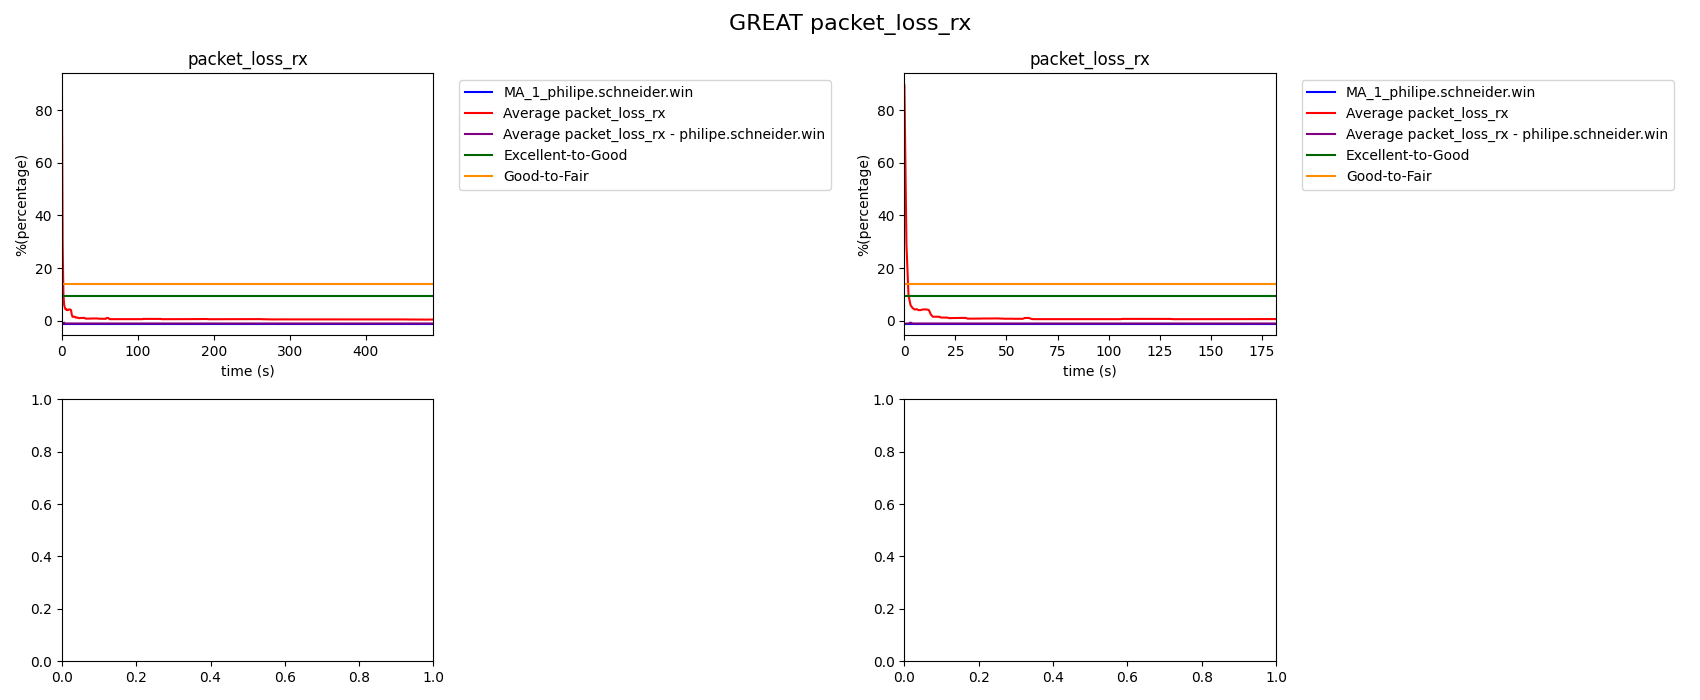 GREAT packet_loss_rx
packet_loss_rx
%(percentage)
80
60
40
20
0
0 100 200 300 400
time (s)
MA_1_philipe.schneider.win
Average packet_loss_rx
Average packet_loss_rx - philipe.schneider.win
Excellent-to-Good
Good-to-Fair
packet_loss_rx
%(percentage)
80
60
40
20
0
0 25 50 75 100 125 150 175
time (s)
MA_1_philipe.schneider.win
Average packet_loss_rx
Average packet_loss_rx - philipe.schneider.win
Excellent-to-Good
Good-to-Fair
1.0
0.8
0.6
0.4
0.2
0.0
0.0 0.2 0.4 0.6 0.8 1.0
1.0
0.8
0.6
0.4
0.2
0.0
0.0 0.2 0.4 0.6 0.8 1.0